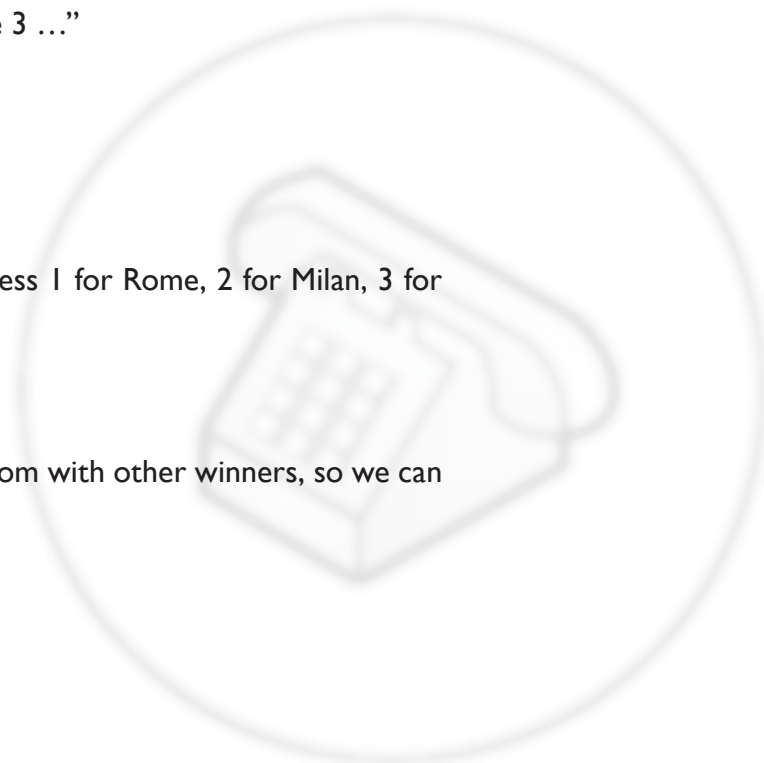 3 …”
ess 1 for Rome, 2 for Milan, 3 for
om with other winners, so we can